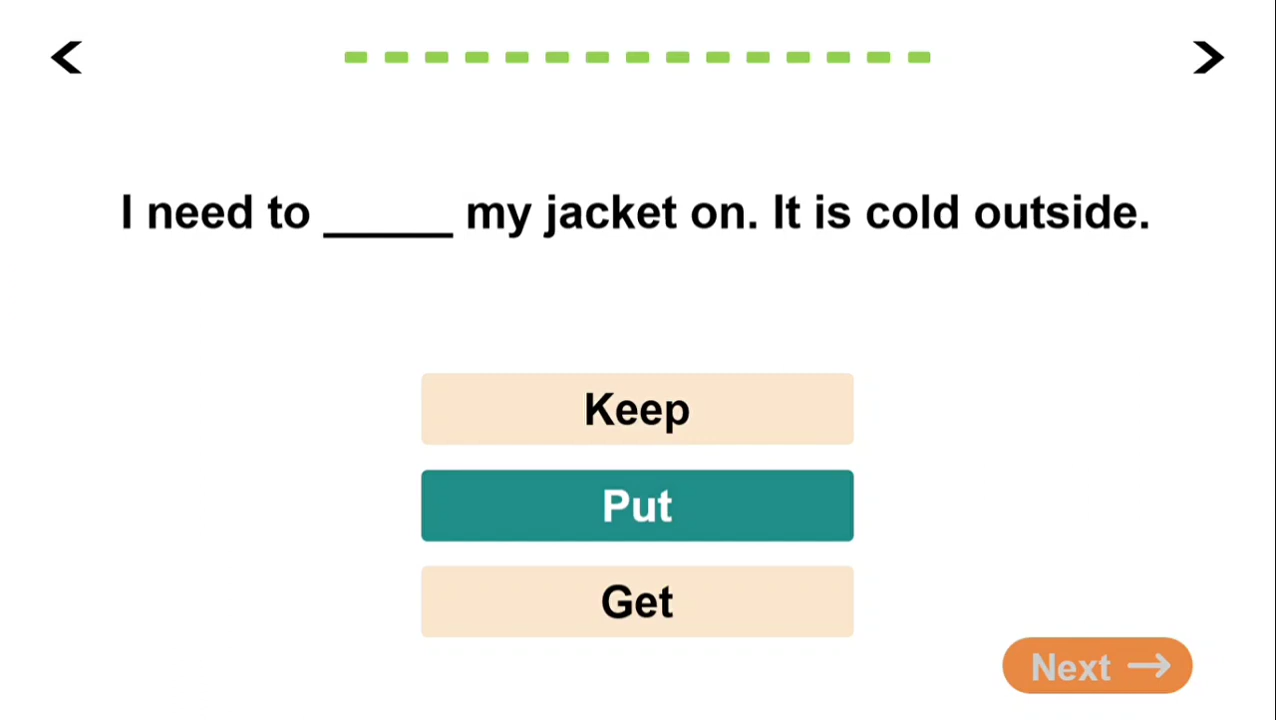 I need to _____ my jacket on. It is cold outside.
Keep
Put
Get
Next →